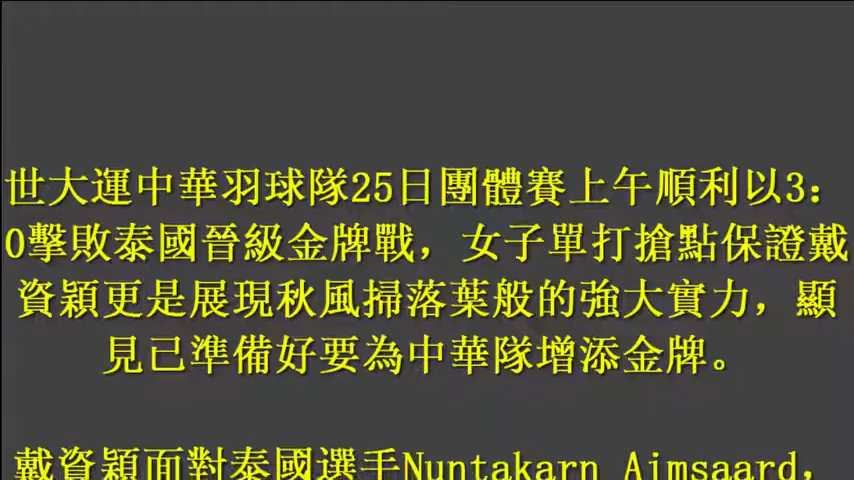 世大運中華羽球隊25日團體賽上午順利以3：
0擊敗泰國晉級金牌戰，女子單打搶點保證戴
資穎更是展現秋風掃落葉般的強大實力，顯
見已準備好要為中華隊增添金牌。
戴資穎面對泰國選手Nuntakarn Aimsaard，